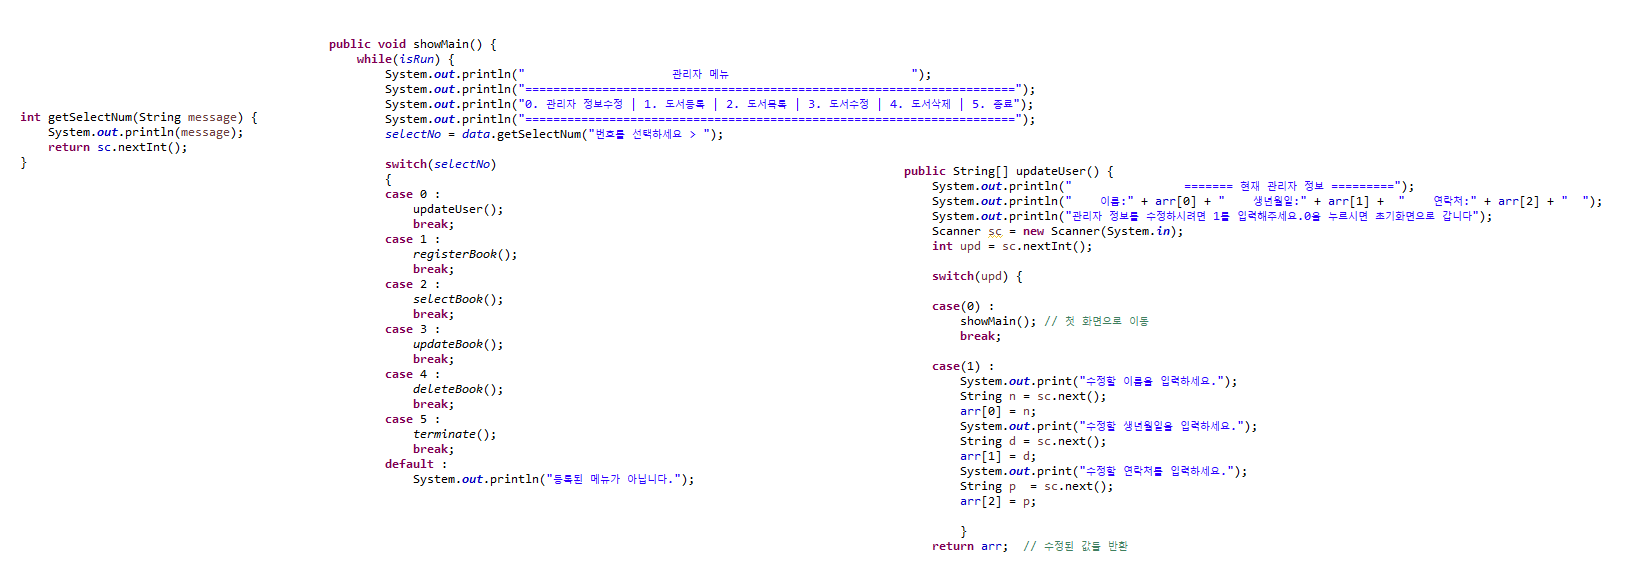 int getSelectNum(String message) {
    System.out.println(message);
    return sc.nextInt();
}
public void showMain() {
    while(isRun) {
        System.out.println("                     관리자 메뉴                          ");
        System.out.println("======================================================================");
        System.out.println("0. 관리자 정보수정 | 1. 도서등록 | 2. 도서목록 | 3. 도서수정 | 4. 도서삭제 | 5. 종료");
        System.out.println("======================================================================");
        selectNo = data.getSelectNum("번호를 선택하세요 > ");
        switch(selectNo)
        {
        case 0 :
            updateUser();
            break;
        case 1 :
            registerBook();
            break;
        case 2 :
            selectBook();
            break;
        case 3 :
            updateBook();
            break;
        case 4 :
            deleteBook();
            break;
        case 5 :
            terminate();
            break;
        default :
            System.out.println("등록된 메뉴가 아닙니다.");
public String[] updateUser() {
    System.out.println("                ======= 현재 관리자 정보 =========");
    System.out.println("    이름:" + arr[0] + "    생년월일:" + arr[1] +  "    연락처:" + arr[2] + "  ");
    System.out.println("관리자 정보를 수정하시려면 1를 입력해주세요.0을 누르시면 초기화면으로 갑니다");
    Scanner sc = new Scanner(System.in);
    int upd = sc.nextInt();
    switch(upd) {
    case(0) :
        showMain(); // 첫 화면으로 이동
        break;
    case(1) :
        System.out.print("수정할 이름을 입력하세요.");
        String n = sc.next();
        arr[0] = n;
        System.out.print("수정할 생년월일을 입력하세요.");
        String d = sc.next();
        arr[1] = d;
        System.out.print("수정할 연락처를 입력하세요.");
        String p  = sc.next();
        arr[2] = p;
        }
    return arr;  // 수정된 값들 반환